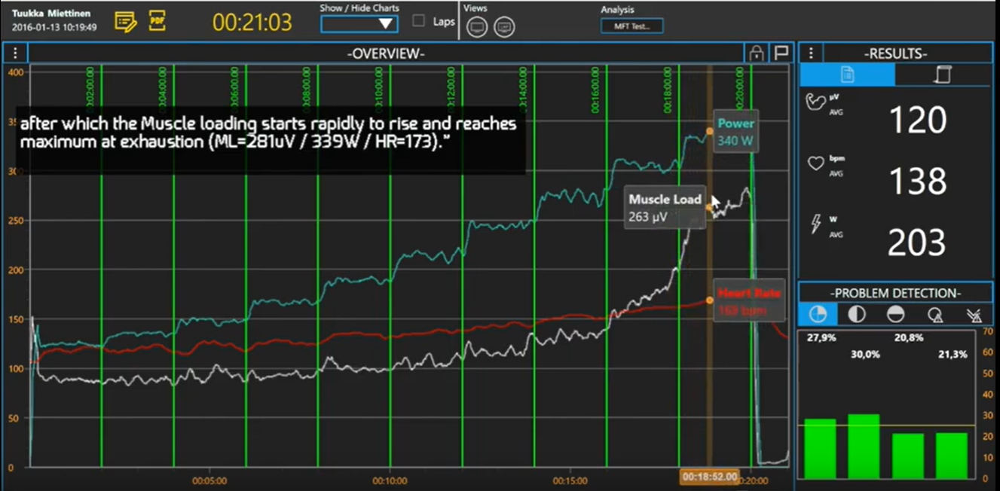 Tuukka Miettinen
2016-01-13 10:19:49
PDF
00:21:03
Show / Hide Charts
Laps
Views
Analysis
MFT Test...
-OVERVIEW-
400
300
250
200
150
100
50
0
00:02:00.00
00:04:00.00
00:06:00.00
00:08:00.00
00:10:00.00
00:12:00.00
00:14:00.00
00:16:00.00
00:18:00.00
00:20:00.00
after which the Muscle loading starts rapidly to rise and reaches
maximum at exhaustion (ML=281uV / 339W / HR=173)."
Power
340 W
Muscle Load
263 µV
Heart Rate
00:05:00
00:10:00
00:15:00
00:18:52.00
00:20:00
-RESULTS-
µV
AVG
120
bpm
AVG
138
W
AVG
203
-PROBLEM DETECTION-
27,9%
30,0%
20,8%
21,3%
70
60
50
40
30
20
10
0